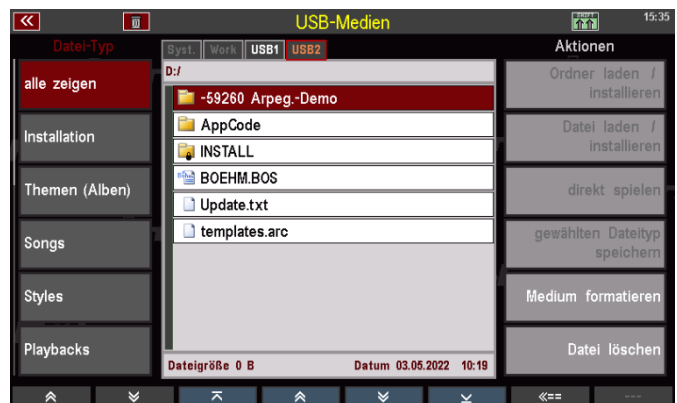 USB-Medien
15:35
Datei-Typ
Syst. Work USB1 USB2
Aktionen
D:/
alle zeigen
Installation
Themen (Alben)
Songs
Styles
Playbacks
-59260 Arpeg.-Demo
AppCode
INSTALL
BOEHM.BOS
Update.txt
templates.arc
Dateigröße 0 B
Datum 03.05.2022 10:19
Ordner laden /
installieren
Datei laden /
installieren
direkt spielen
gewählten Dateityp
speichern
Medium formatieren
Datei löschen
«==
---